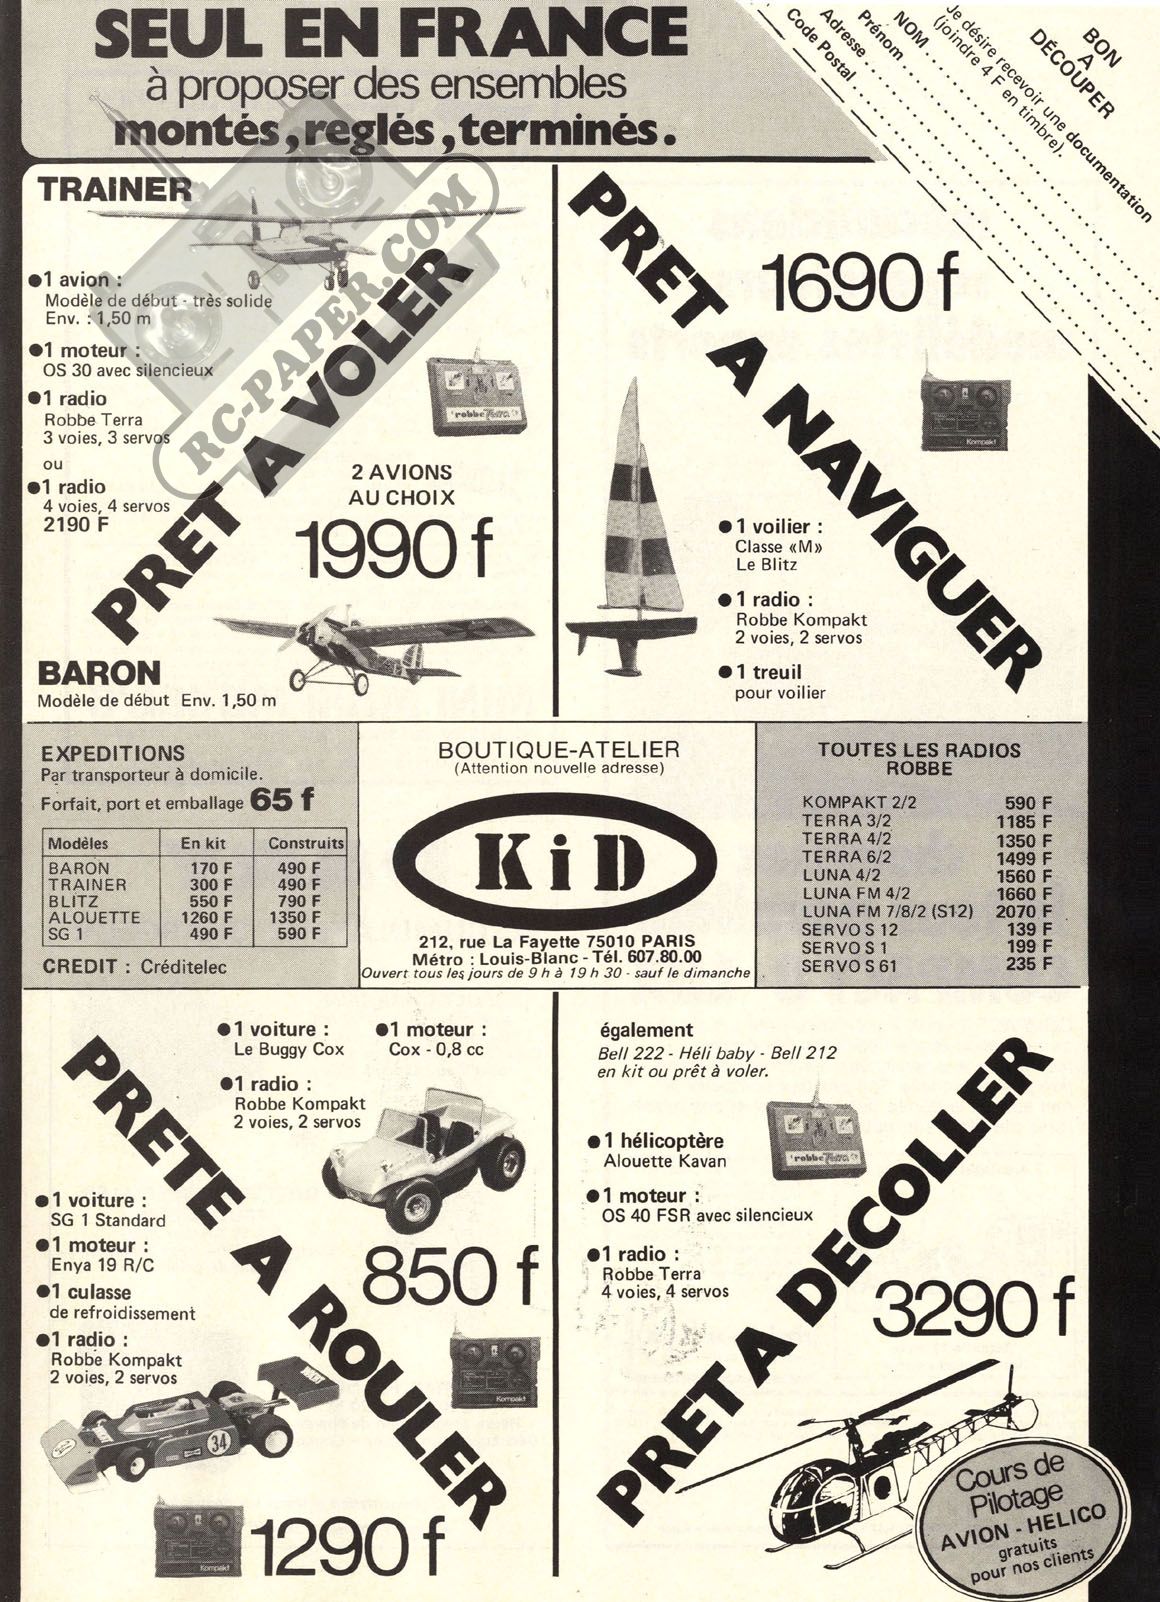 SEUL EN FRANCE
à proposer des ensembles
montés, reglés, terminés.
BON
A
DÉCOUPER
Je désire recevoir une documentation
(joindre 4 F en timbre).
NOM
Prénom
Adresse
Code Postal
TRAINER
●1 avion :
Modèle de début - très solide
Env. : 1,50 m
●1 moteur :
OS 30 avec silencieux
●1 radio
Robbe Terra
3 voies, 3 servos
ou
●1 radio
4 voies, 4 servos
2190 F
PRET A VOLER
RC-PAPER.COM
robbe Terra
2 AVIONS
AU CHOIX
1990 f
BARON
Modèle de début Env. 1,50 m
PRET A NAVIGUER
1690 f
Kompakt
●1 voilier :
Classe «M»
Le Blitz
●1 radio :
Robbe Kompakt
2 voies, 2 servos
●1 treuil
pour voilier
EXPEDITIONS
Par transporteur à domicile.
Forfait, port et emballage 65 f
Modèles En kit Construits
BARON 170 F 490 F
TRAINER 300 F 490 F
BLITZ 550 F 790 F
ALOUETTE 1260 F 1350 F
SG 1 490 F 590 F
CREDIT : Créditelec
BOUTIQUE-ATELIER
(Attention nouvelle adresse)
KiD
212, rue La Fayette 75010 PARIS
Métro : Louis-Blanc - Tél. 607.80.00
Ouvert tous les jours de 9 h à 19 h 30 - sauf le dimanche
TOUTES LES RADIOS
ROBBE
KOMPAKT 2/2 590 F
TERRA 3/2 1185 F
TERRA 4/2 1350 F
TERRA 6/2 1499 F
LUNA 4/2 1560 F
LUNA FM 4/2 1660 F
LUNA FM 7/8/2 (S12) 2070 F
SERVO S 12 139 F
SERVO S 1 199 F
SERVO S 61 235 F
PRETE A ROULER
●1 voiture :
Le Buggy Cox
●1 moteur :
Cox - 0,8 cc
●1 radio :
Robbe Kompakt
2 voies, 2 servos
850 f
Kompakt
●1 voiture :
SG 1 Standard
●1 moteur :
Enya 19 R/C
●1 culasse
de refroidissement
●1 radio :
Robbe Kompakt
2 voies, 2 servos
34
Kompakt
1290 f
également
Bell 222 - Héli baby - Bell 212
en kit ou prêt à voler.
robbe Terra
●1 hélicoptère
Alouette Kavan
●1 moteur :
OS 40 FSR avec silencieux
●1 radio :
Robbe Terra
4 voies, 4 servos
PRET A DECOLLER
3290 f
Cours de
Pilotage
AVION - HELICO
gratuits
pour nos clients